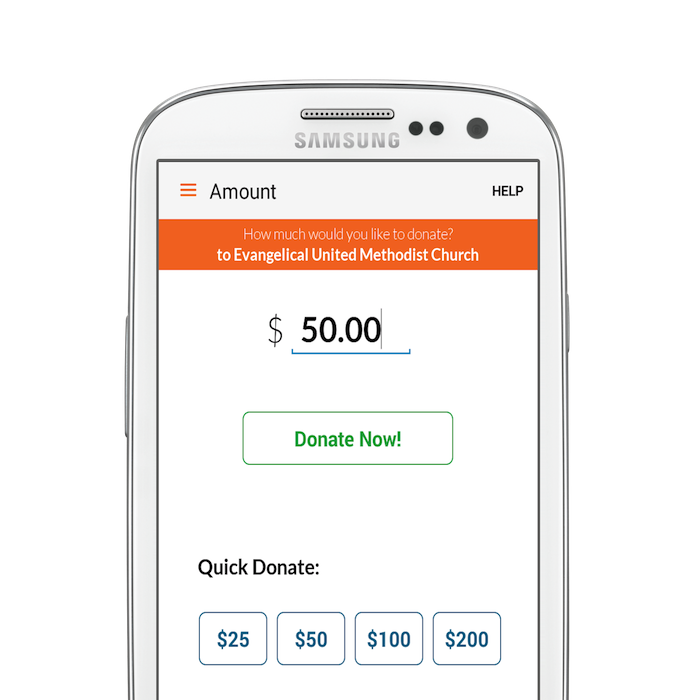 SAMSUNG
Amount HELP
How much would you like to donate?
to Evangelical United Methodist Church
$ 50.00
Donate Now!
Quick Donate:
$25 $50 $100 $200